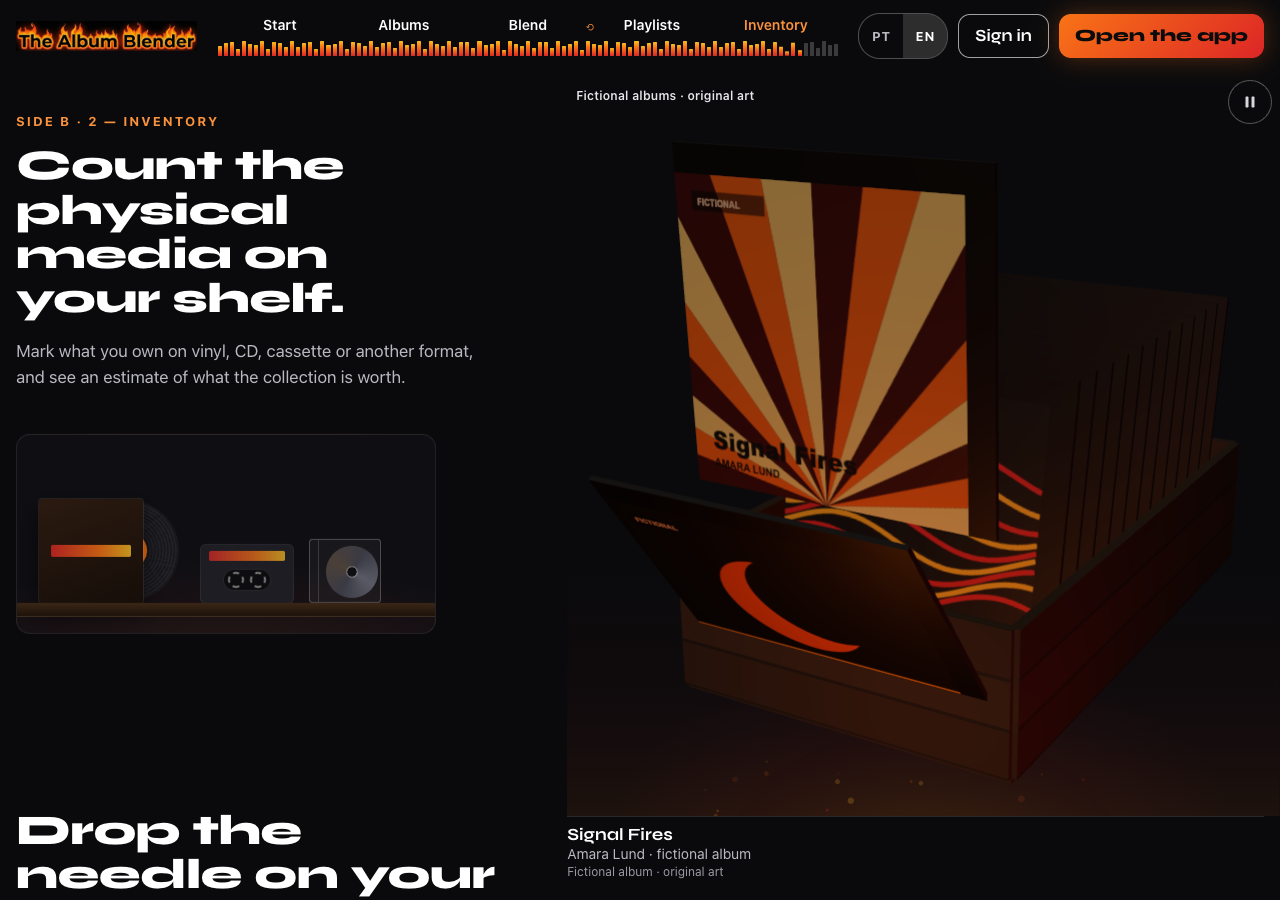 The Album Blender
Start
Albums
Blend
Playlists
Inventory
PT
EN
Sign in
Open the app
Fictional albums · original art
SIDE B · 2 — INVENTORY
Count the
physical
media on
your shelf.
Mark what you own on vinyl, CD, cassette or another format,
and see an estimate of what the collection is worth.
FICTIONAL
Signal Fires
AMARA LUND
FICTIONAL
Drop the
needle on your
Signal Fires
Amara Lund · fictional album
Fictional album · original art